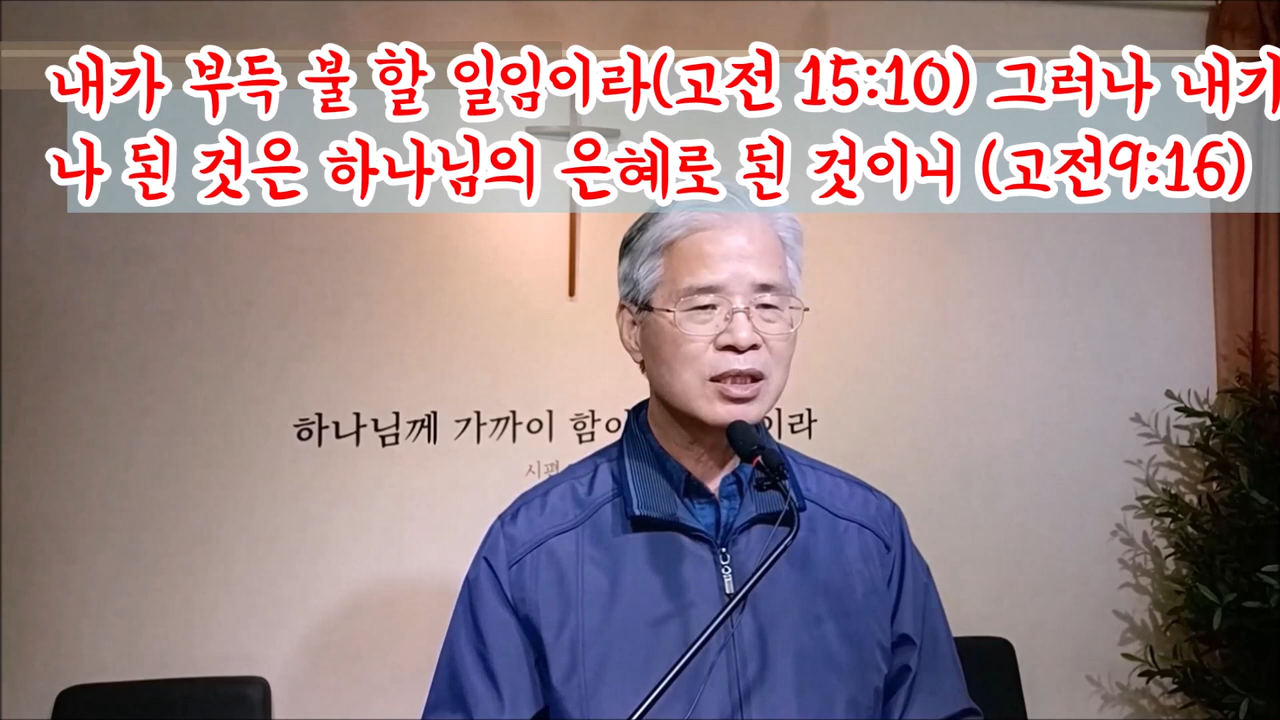 내가 부득 불 할 일임이라(고전 15:10) 그러나 내가
나 된 것은 하나님의 은혜로 된 것이니 (고전9:16)
하나님께 가까이 이라
시편